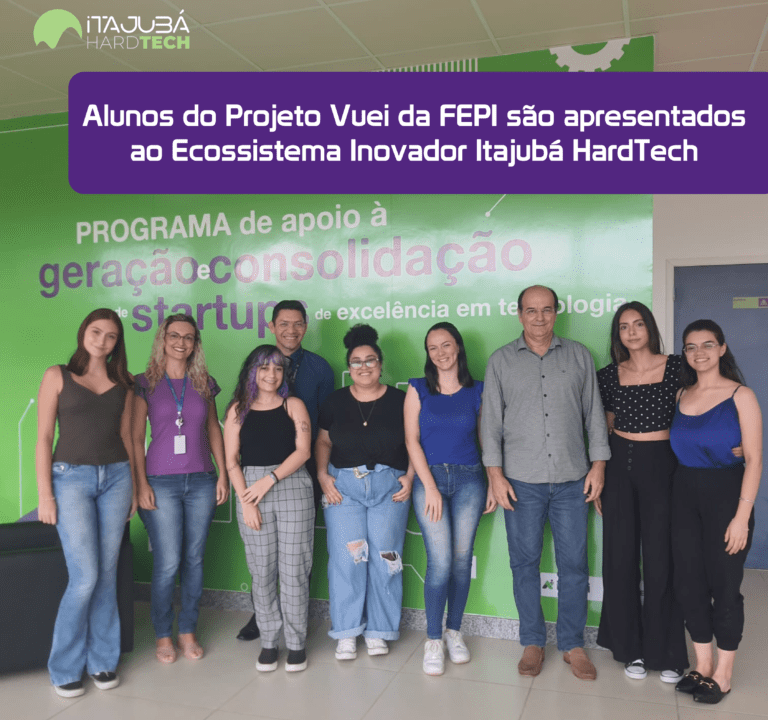 iTAJUBÁ
HARDTECH
Alunos do Projeto Vuei da FEPI são apresentados
ao Ecossistema Inovador Itajubá HardTech
PROGRAMA de apoio à
geração e consolidação
de startups de excelência em tecnologia